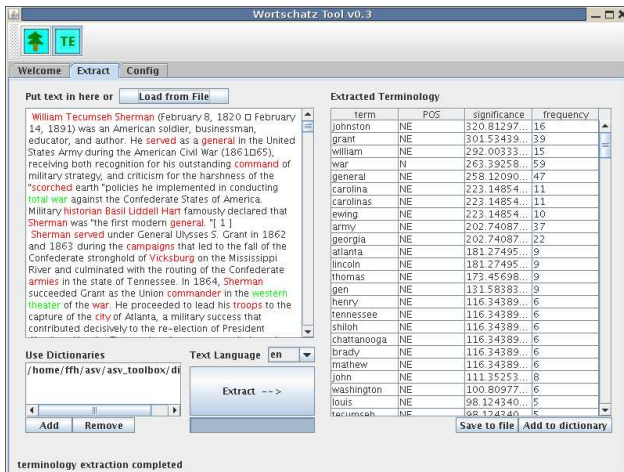 Wortschatz Tool v0.3
TE
Welcome Extract Config
Put text in here or Load from File
William Tecumseh Sherman (February 8, 1820 □ February
14, 1891) was an American soldier, businessman,
educator, and author. He served as a general in the United
States Army during the American Civil War (1861□65),
receiving both recognition for his outstanding command of
military strategy, and criticism for the harshness of the
"scorched earth "policies he implemented in conducting
total war against the Confederate States of America.
Military historian Basil Liddell Hart famously declared that
Sherman was "the first modern general. "[ 1 ]
Sherman served under General Ulysses S. Grant in 1862
and 1863 during the campaigns that led to the fall of the
Confederate stronghold of Vicksburg on the Mississippi
River and culminated with the routing of the Confederate
armies in the state of Tennessee. In 1864, Sherman
succeeded Grant as the Union commander in the western
theater of the war. He proceeded to lead his troops to the
capture of the city of Atlanta, a military success that
contributed decisively to the re-election of President
Use Dictionaries
/home/ffh/asv/asv_toolbox/di
Add Remove
Text Language en
Extract -->
Extracted Terminology
term POS significance frequency
johnston NE 320.81297... 16
grant NE 301.53439... 39
william NE 292.00333... 15
war N 263.39258... 59
general NE 258.12090... 47
carolina NE 223.14854... 11
carolinas NE 223.14854... 11
ewing NE 223.14854... 10
army NE 202.74087... 37
georgia NE 202.74087... 22
atlanta NE 181.27495... 9
lincoln NE 181.27495... 9
thomas NE 173.45698... 9
gen NE 131.58383... 9
henry NE 116.34389... 6
tennessee NE 116.34389... 6
shiloh NE 116.34389... 6
chattanooga NE 116.34389... 6
brady NE 116.34389... 6
mathew NE 116.34389... 6
john NE 111.35253... 8
washington NE 100.80977... 6
louis NE 98.124340... 5
tecumseh NE 98.124340... 5
Save to file Add to dictionary
terminology extraction completed